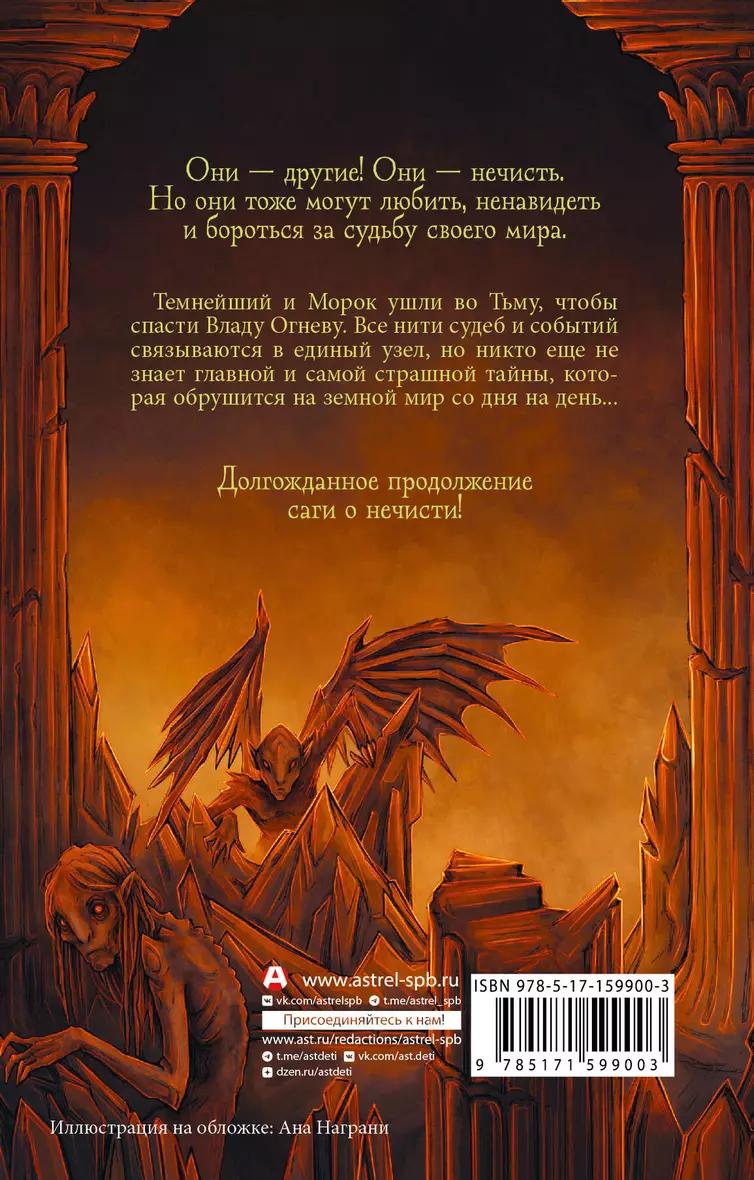 Они — другие! Они — нечисть.
Но они тоже могут любить, ненавидеть
и бороться за судьбу своего мира.
Темнейший и Морок ушли во Тьму, чтобы
спасти Владу Огневу. Все нити судеб и событий
связываются в единый узел, но никто еще не
знает главной и самой страшной тайны, кото-
рая обрушится на земной мир со дня на день...
Долгожданное продолжение
саги о нечисти!
www.astrel-spb.ru
vk.com/astrelspb t.me/astrel_spb
Присоединяйтесь к нам!
www.ast.ru/redactions/astrel-spb
t.me/astdeti vk.com/ast.deti
dzen.ru/astdeti
ISBN 978-5-17-159900-3
9 785171 599003
Иллюстрация на обложке: Ана Награни